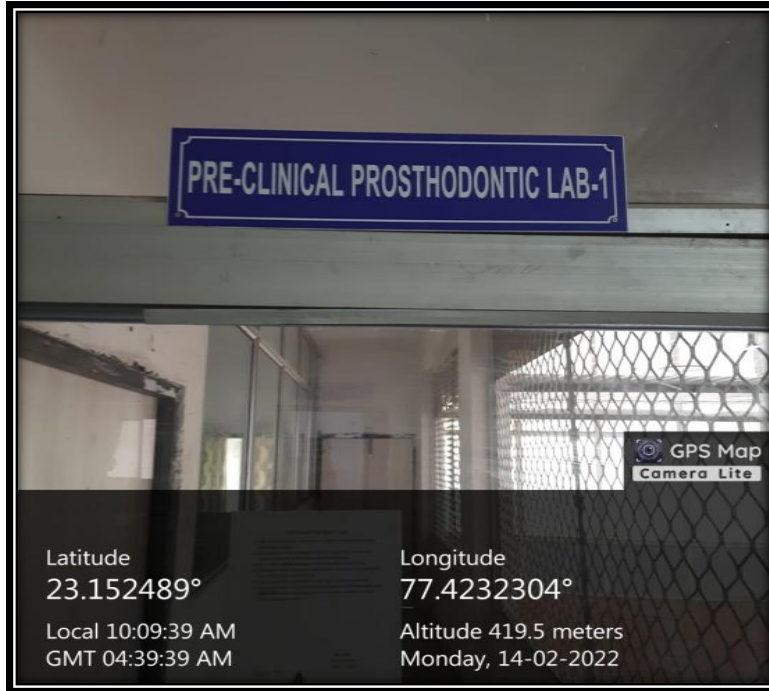 PRE-CLINICAL PROSTHODONTIC LAB-1
GPS Map
Camera Lite
Latitude
23.152489°
Local 10:09:39 AM
GMT 04:39:39 AM
Longitude
77.4232304°
Altitude 419.5 meters
Monday, 14-02-2022